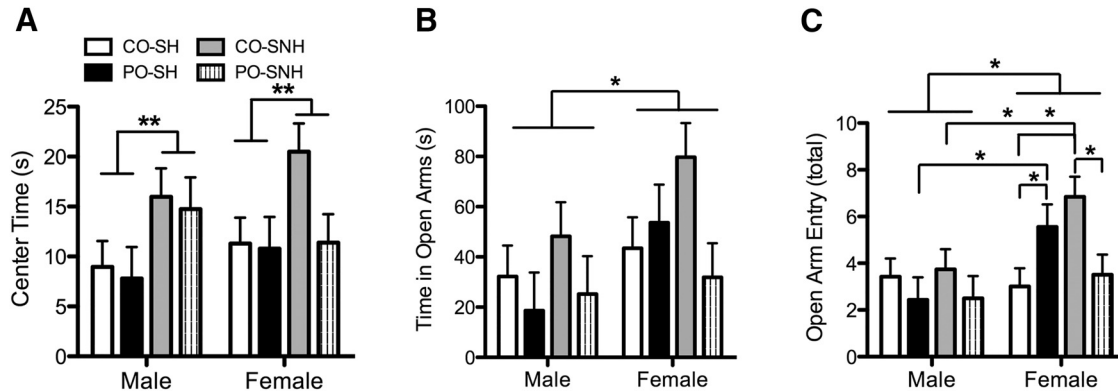 A
CO-SH CO-SNH
PO-SH PO-SNH
Center Time (s)
25
20
15
10
5
0
** **
Male Female
B
Time in Open Arms (s)
100
80
60
40
20
0
*
Male Female
C
Open Arm Entry (total)
10
8
6
4
2
0
*
* *
*
* *
Male Female